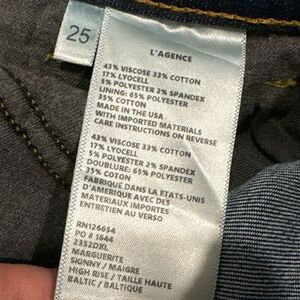 25
L'AGENCE
43% VISCOSE 33% COTTON
17% LYOCELL
5% POLYESTER 2% SPANDEX
LINING: 65% POLYESTER
35% COTTON
MADE IN THE USA
WITH IMPORTED MATERIALS
CARE INSTRUCTIONS ON REVERSE
43% VISCOSE 33% COTTON
17% LYOCELL
5% POLYESTER 2% SPANDEX
DOUBLURE: 65% POLYESTER
35% COTON
FABRIQUE DANS LA ETATS-UNIS
D'AMERIQUE AVEC DES
MATERIAUX IMPORTES
ENTRETIEN AU VERSO
RN126654
PO # 1644
2352DXL
MARGUERITE
SKINNY / MAIGRE
HIGH RISE / TAILLE HAUTE
BALTIC / BALTIQUE